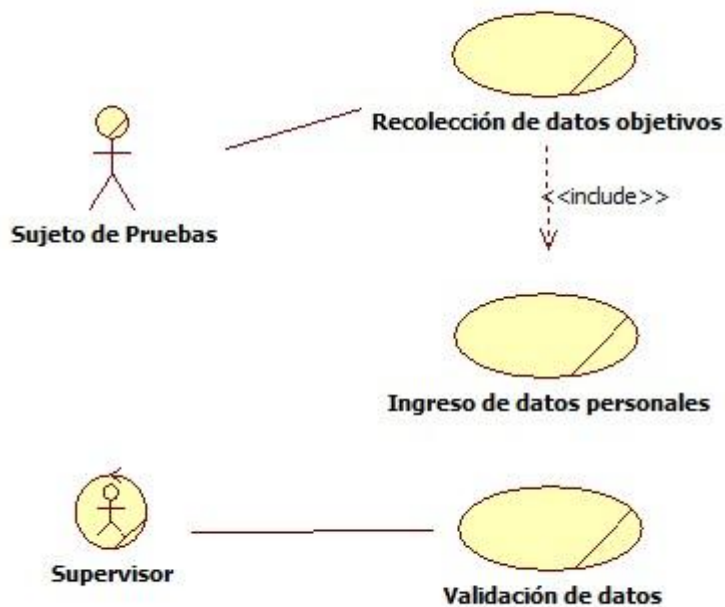 Recolección de datos objetivos
<<include>>
Sujeto de Pruebas
Ingreso de datos personales
Supervisor
Validación de datos